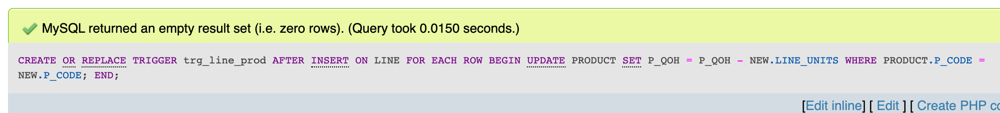 MySQL returned an empty result set (i.e. zero rows). (Query took 0.0150 seconds.)
CREATE OR REPLACE TRIGGER trg_line_prod AFTER INSERT ON LINE FOR EACH ROW BEGIN UPDATE PRODUCT SET P_QOH = P_QOH - NEW.LINE_UNITS WHERE PRODUCT.P_CODE =
NEW.P_CODE; END;
[Edit inline] [ Edit ] [ Create PHP